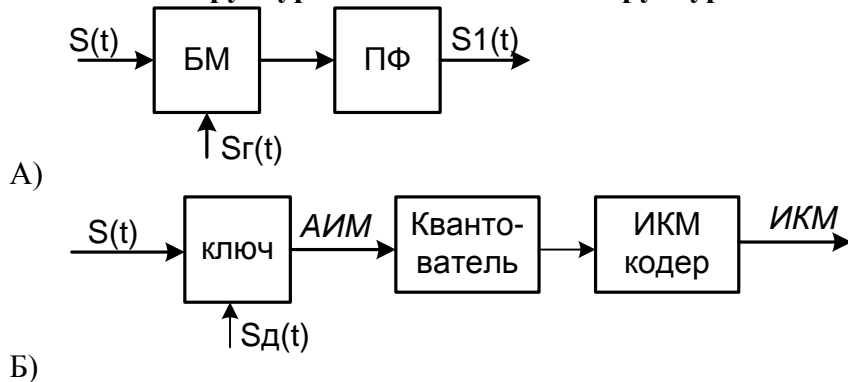 S(t)
БМ
ПФ
S1(t)
Sг(t)
А)
S(t)
ключ
АИМ
Кванто-
ватель
ИКМ
кодер
ИКМ
Sд(t)
Б)